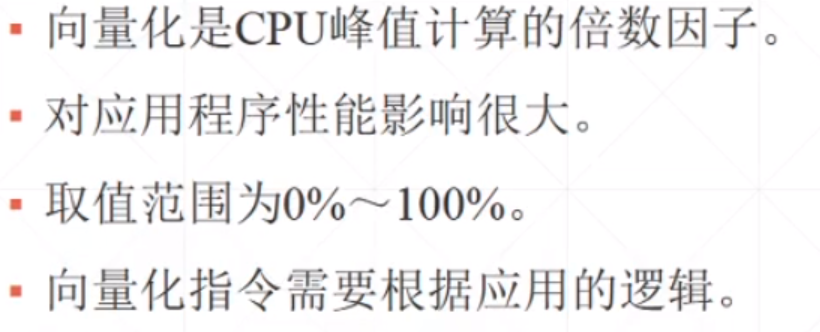 ▪ 向量化是CPU峰值计算的倍数因子。
▪ 对应用程序性能影响很大。
▪ 取值范围为0%～100%。
▪ 向量化指令需要根据应用的逻辑。